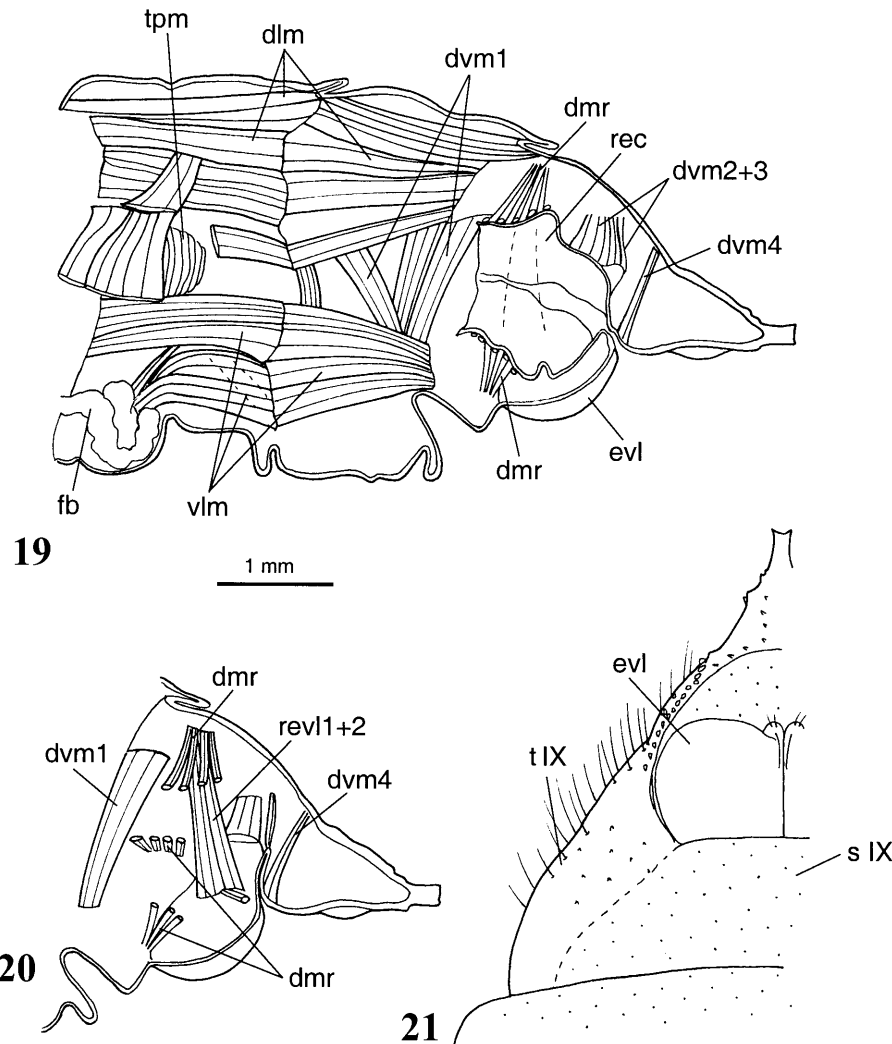 tpm
dlm
dvm1
dmr
rec
dvm2+3
dvm4
evl
dmr
vlm
fb
19
1 mm
dmr
revl1+2
dvm1
dvm4
dmr
20
evl
t IX
s IX
21